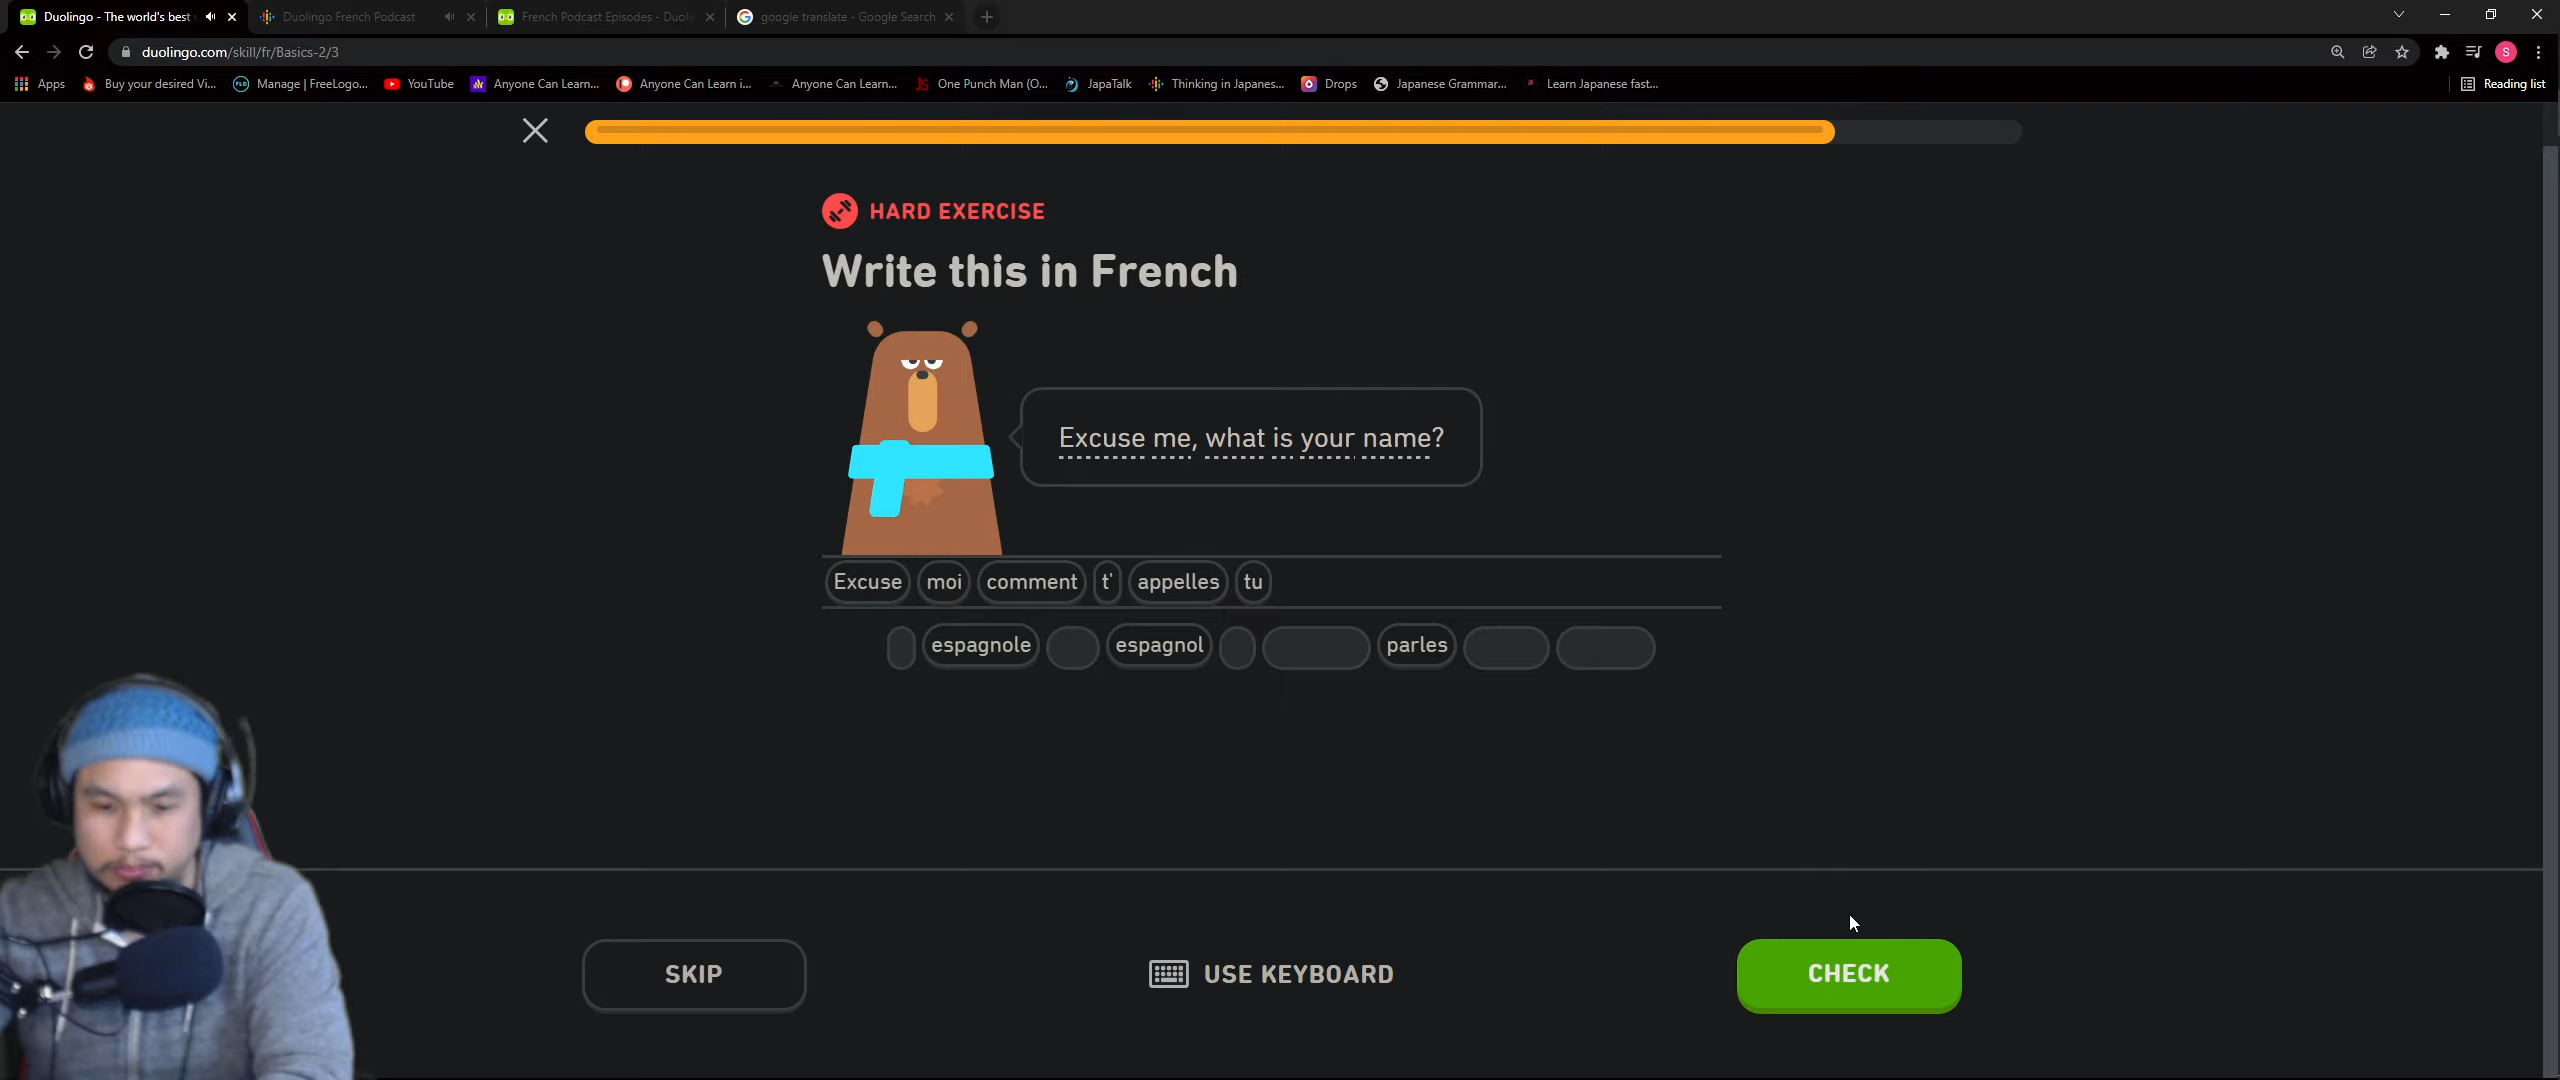 Duolingo - The world's best
Duolingo French Podcast
French Podcast Episodes - Duoli
google translate - Google Search
duolingo.com/skill/fr/Basics-2/3
S
Apps
Buy your desired Vi...
Manage | FreeLogo...
YouTube
Anyone Can Learn...
Anyone Can Learn i...
Anyone Can Learn...
One Punch Man (O...
JapaTalk
Thinking in Japanes...
Drops
Japanese Grammar...
Learn Japanese fast...
Reading list
HARD EXERCISE
Write this in French
Excuse me, what is your name?
Excuse moi comment t' appelles tu
espagnole espagnol parles
SKIP
USE KEYBOARD
CHECK